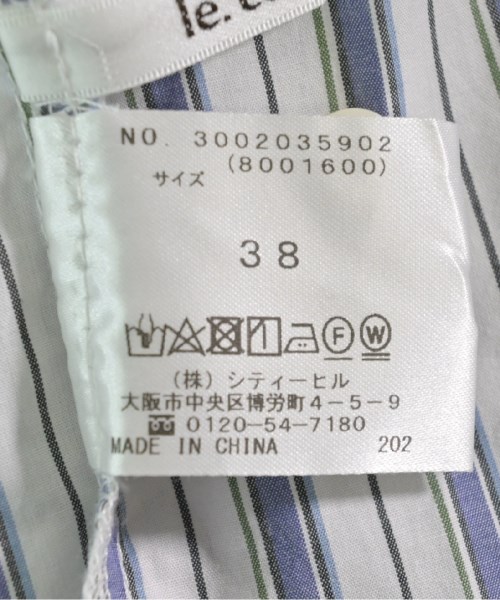 le.
NO. 3002035902
(8001600)
サイズ
38
F W
(株) シティーヒル
大阪市中央区博労町4-5-9
0120-54-7180
MADE IN CHINA 202